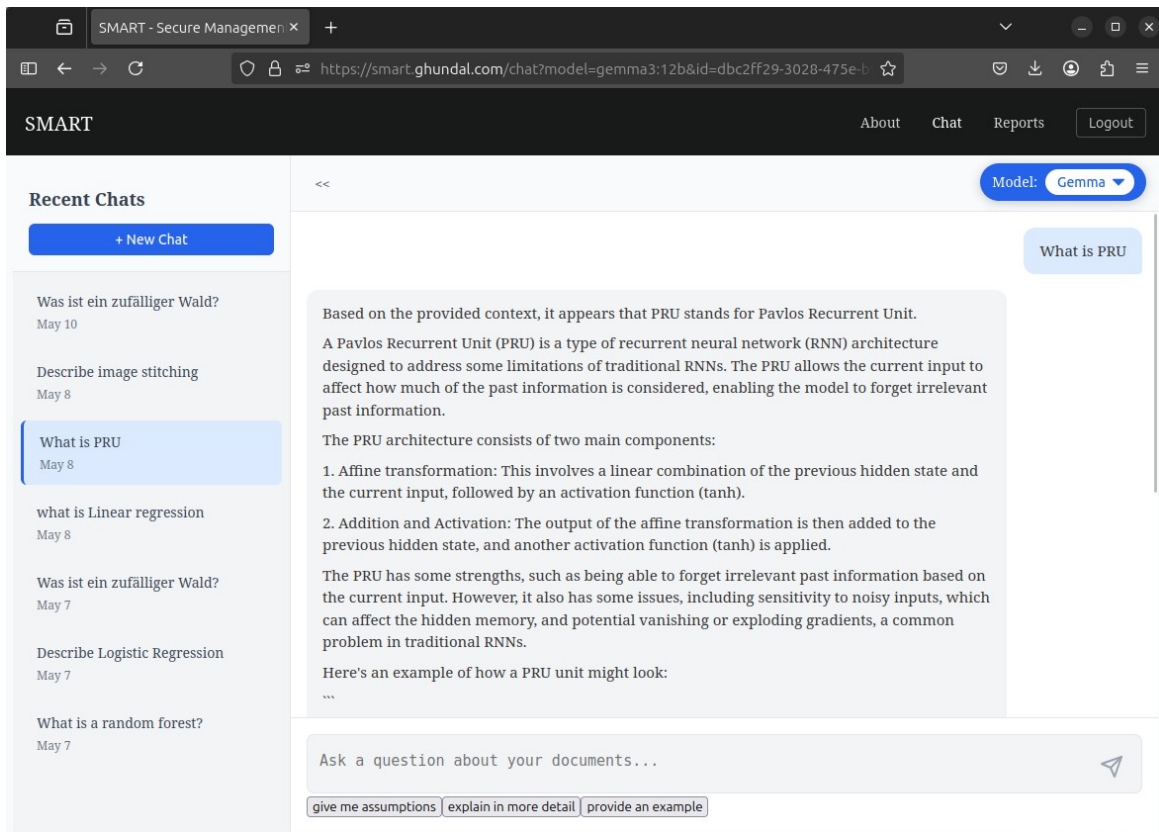 SMART - Secure Managemen
https://smart.ghundal.com/chat?model=gemma3:12b&id=dbc2ff29-3028-475e-b
SMART
About Chat Reports Logout
Recent Chats
+ New Chat
Was ist ein zufälliger Wald?
May 10
Describe image stitching
May 8
What is PRU
May 8
what is Linear regression
May 8
Was ist ein zufälliger Wald?
May 7
Describe Logistic Regression
May 7
What is a random forest?
May 7
<<
Model: Gemma
What is PRU
Based on the provided context, it appears that PRU stands for Pavlos Recurrent Unit.
A Pavlos Recurrent Unit (PRU) is a type of recurrent neural network (RNN) architecture
designed to address some limitations of traditional RNNs. The PRU allows the current input to
affect how much of the past information is considered, enabling the model to forget irrelevant
past information.
The PRU architecture consists of two main components:
1. Affine transformation: This involves a linear combination of the previous hidden state and
the current input, followed by an activation function (tanh).
2. Addition and Activation: The output of the affine transformation is then added to the
previous hidden state, and another activation function (tanh) is applied.
The PRU has some strengths, such as being able to forget irrelevant past information based on
the current input. However, it also has some issues, including sensitivity to noisy inputs, which
can affect the hidden memory, and potential vanishing or exploding gradients, a common
problem in traditional RNNs.
Here's an example of how a PRU unit might look:
```
Ask a question about your documents...
give me assumptions explain in more detail provide an example